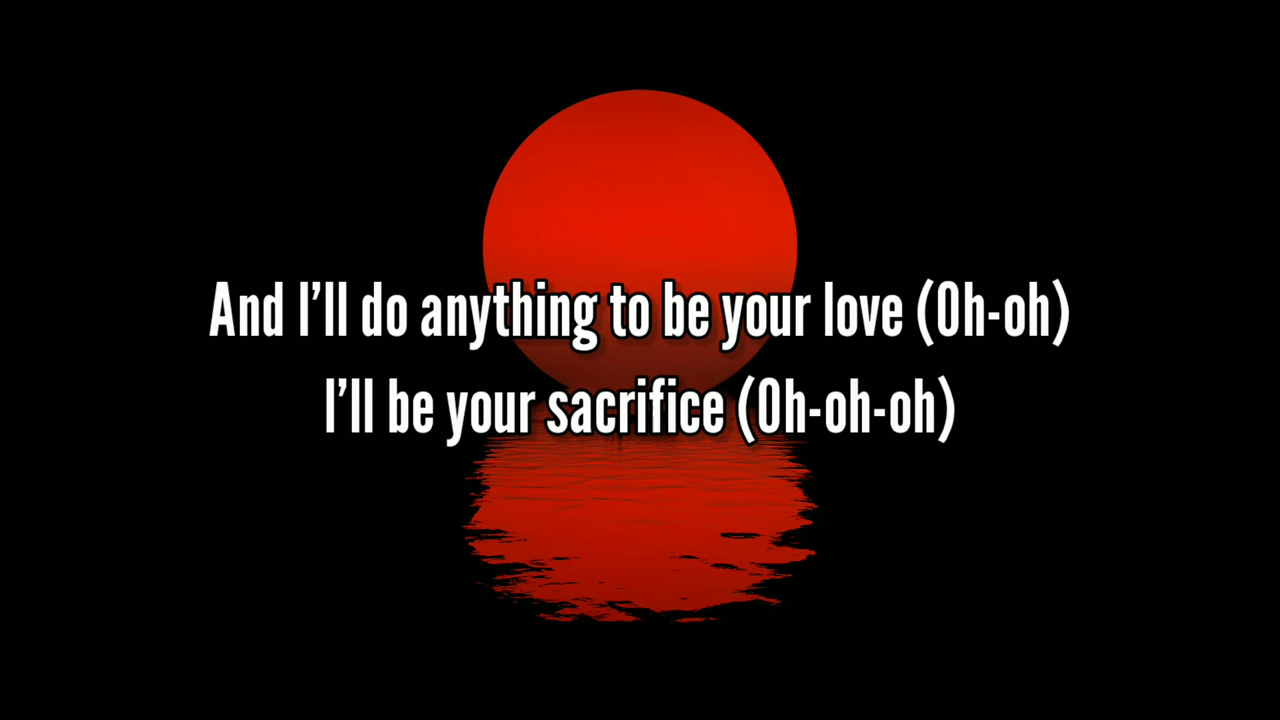 And I’ll do anything to be your love (Oh-oh)
I’ll be your sacrifice (Oh-oh-oh)